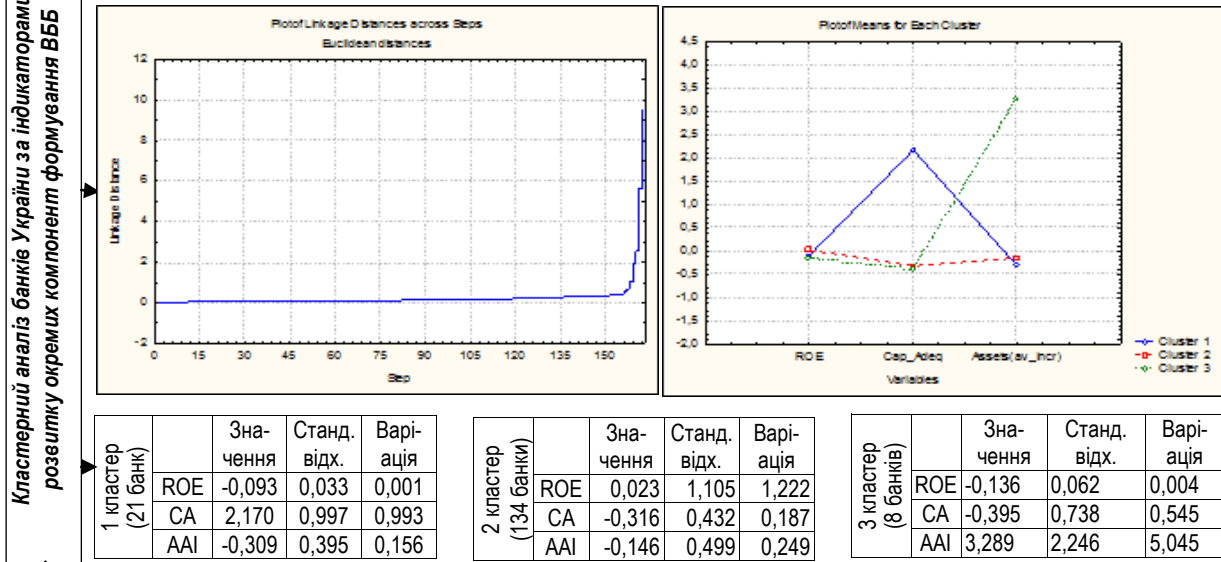 Кластерний аналіз банків України за індикаторами
розвитку окремих компонент формування ВББ
Plot of Linkage Distances across Steps
Euclidean distances
Linkage Distance
12
10
8
6
4
2
0
-2
0 15 30 45 60 75 90 105 120 135 150
Step
Plot of Means for Each Cluster
4,5
4,0
3,5
3,0
2,5
2,0
1,5
1,0
0,5
0,0
-0,5
-1,0
-1,5
-2,0
ROE Cap_Adeq Assets(av_incr)
Variables
Cluster 1
Cluster 2
Cluster 3
1 кластер
(21 банк)
Зна- Станд. Варі-
чення відх. ація
ROE -0,093 0,033 0,001
CA 2,170 0,997 0,993
AAI -0,309 0,395 0,156
2 кластер
(134 банки)
Зна- Станд. Варі-
чення відх. ація
ROE 0,023 1,105 1,222
CA -0,316 0,432 0,187
AAI -0,146 0,499 0,249
3 кластер
(8 банків)
Зна- Станд. Варі-
чення відх. ація
ROE -0,136 0,062 0,004
CA -0,395 0,738 0,545
AAI 3,289 2,246 5,045